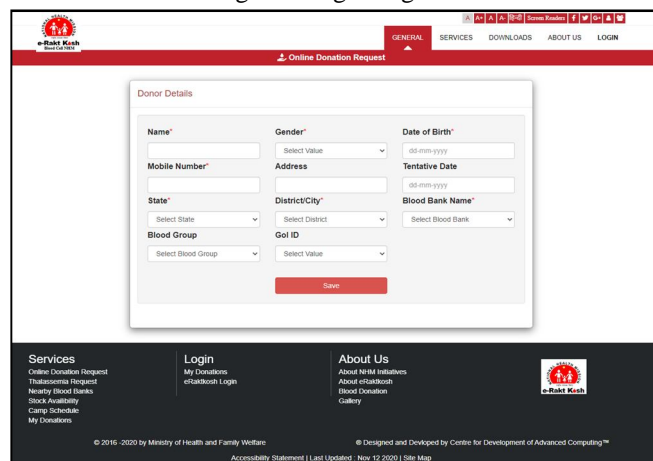 A A+ A A- हिन्दी Screen Readers f G+
e-Rakt Kosh
Blood Cell NHM
GENERAL SERVICES DOWNLOADS ABOUT US LOGIN
Online Donation Request
Donor Details
Name* Gender* Date of Birth*
Select Value dd-mm-yyyy
Mobile Number* Address Tentative Date
dd-mm-yyyy
State* District/City* Blood Bank Name*
Select State Select District Select Blood Bank
Blood Group GoI ID
Select Blood Group Select Value
Save
Services Login About Us
Online Donation Request My Donations About NHM Initiatives
Thalassemia Request eRaktkosh Login About eRaktkosh
Nearby Blood Banks Blood Donation
Stock Availibility Gallery
Camp Schedule
My Donations
e-Rakt Kosh
© 2016 -2020 by Ministry of Health and Family Welfare ® Designed and Devloped by Centre for Development of Advanced Computing™
Accessibility Statement | Last Updated : Nov 12 2020 | Site Map